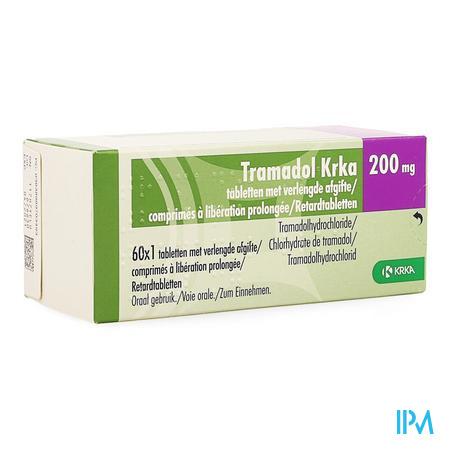 Tramadol Krka 200 mg
tabletten met verlengde afgifte/
comprimés à libération prolongée/Retardtabletten
Tramadolhydrochloride/
Chlorhydrate de tramadol/
Tramadolhydrochlorid
60x1 tabletten met verlengde afgifte/
comprimés à libération prolongée/
Retardtabletten
Oraal gebruik./Voie orale./Zum Einnehmen.
KRKA
IPM